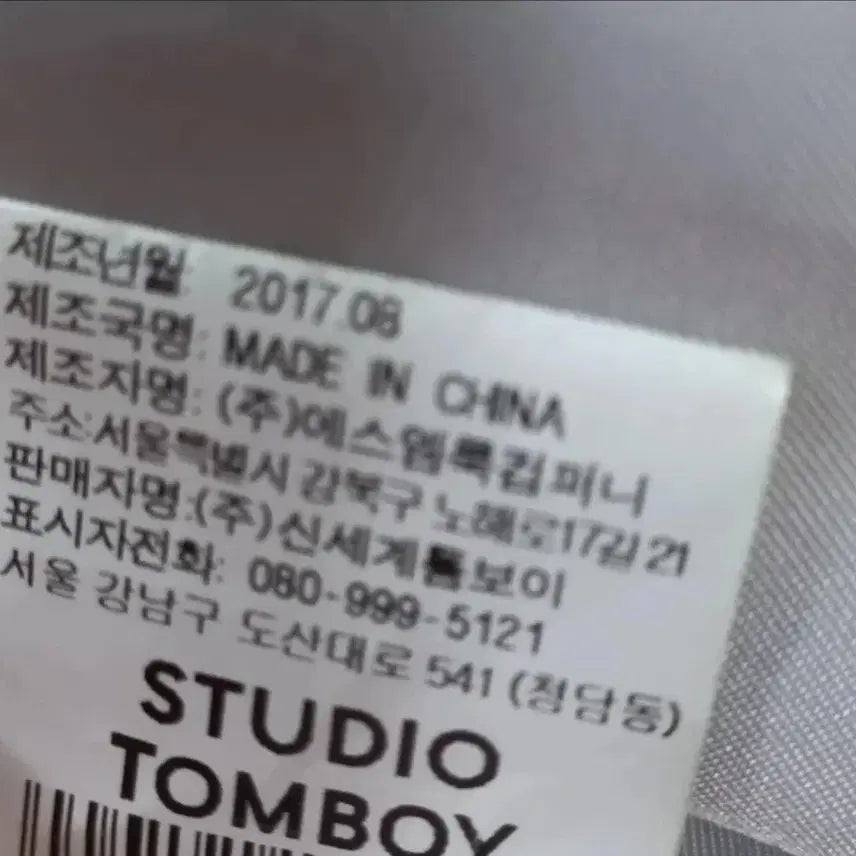 제조년월: 2017.08
제조국명: MADE IN CHINA
제조자명: (주)에스엠룩컴퍼니
주소:서울특별시 강북구 노해로17길 21
판매자명:(주)신세계톰보이
표시자전화: 080-999-5121
서울 강남구 도산대로 541 (청담동)
STUDIO
TOMBOY